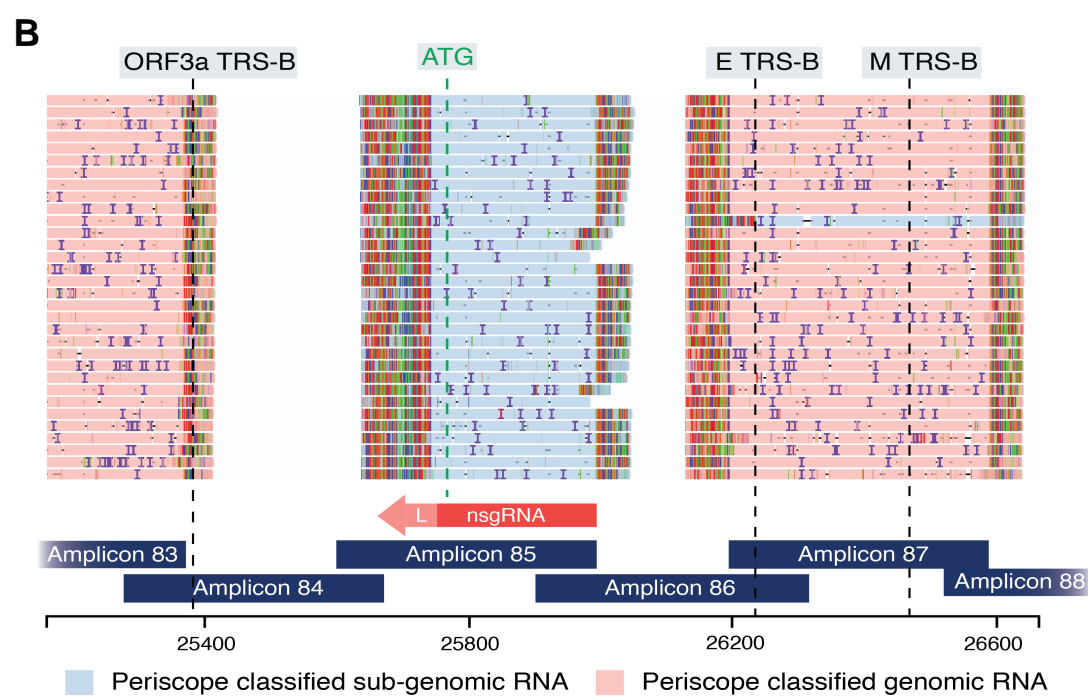 B
ORF3a TRS-B
ATG
E TRS-B
M TRS-B
L
nsgRNA
Amplicon 83
Amplicon 85
Amplicon 87
Amplicon 84
Amplicon 86
Amplicon 88
25400
25800
26200
26600
Periscope classified sub-genomic RNA
Periscope classified genomic RNA